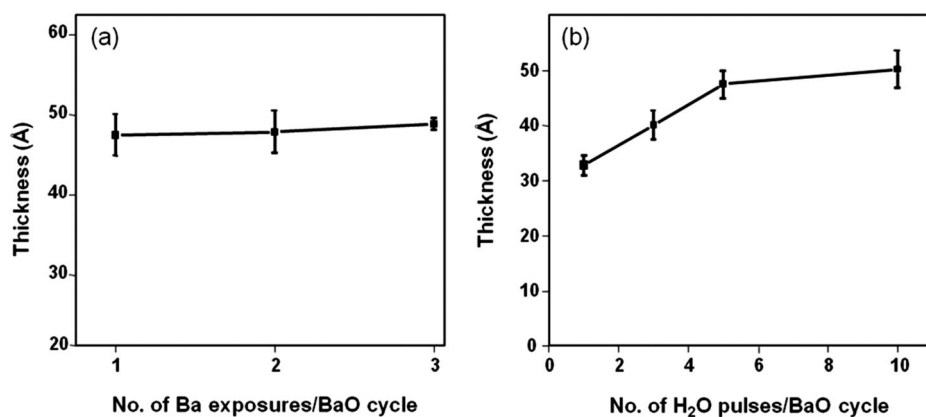 (a)
60
50
40
30
20
Thickness (Å)
1 2 3
No. of Ba exposures/BaO cycle
(b)
50
40
30
20
10
0
Thickness (Å)
0 2 4 6 8 10
No. of H₂O pulses/BaO cycle